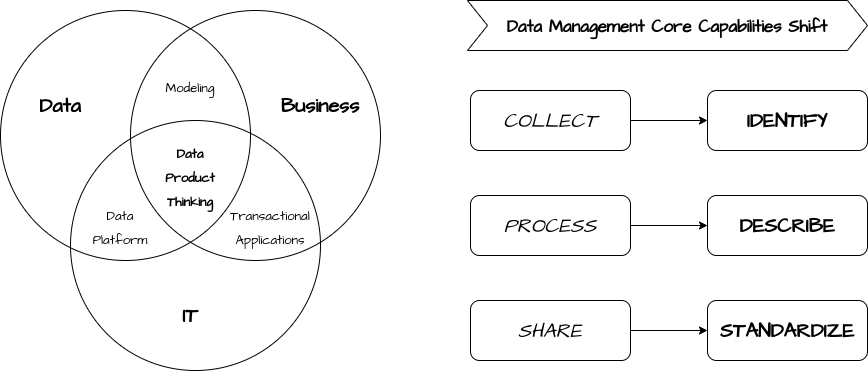 Data
Business
Modeling
Data
Product
Thinking
Data
Platform
Transactional
Applications
IT
Data Management Core Capabilities Shift
COLLECT
IDENTIFY
PROCESS
DESCRIBE
SHARE
STANDARDIZE